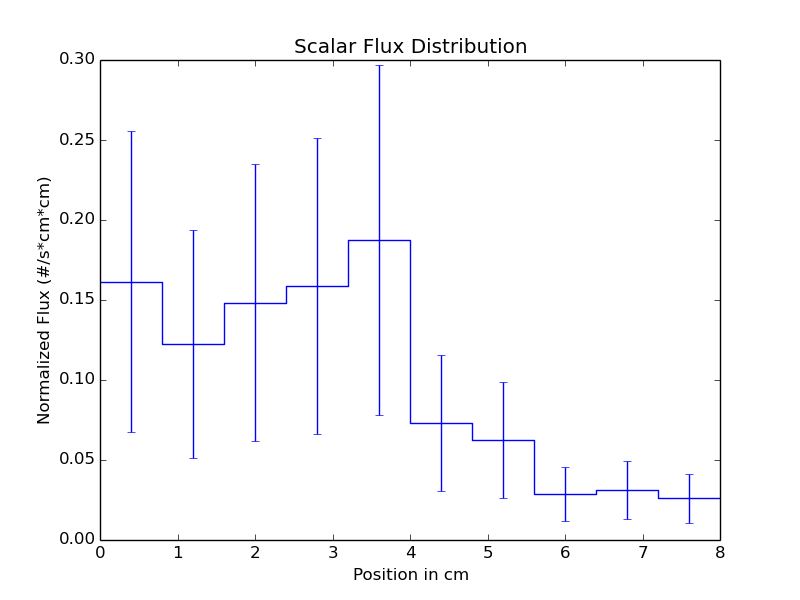 Scalar Flux Distribution
0.30
0.25
0.20
0.15
0.10
0.05
0.00
Normalized Flux (#/s*cm*cm)
0 1 2 3 4 5 6 7 8
Position in cm